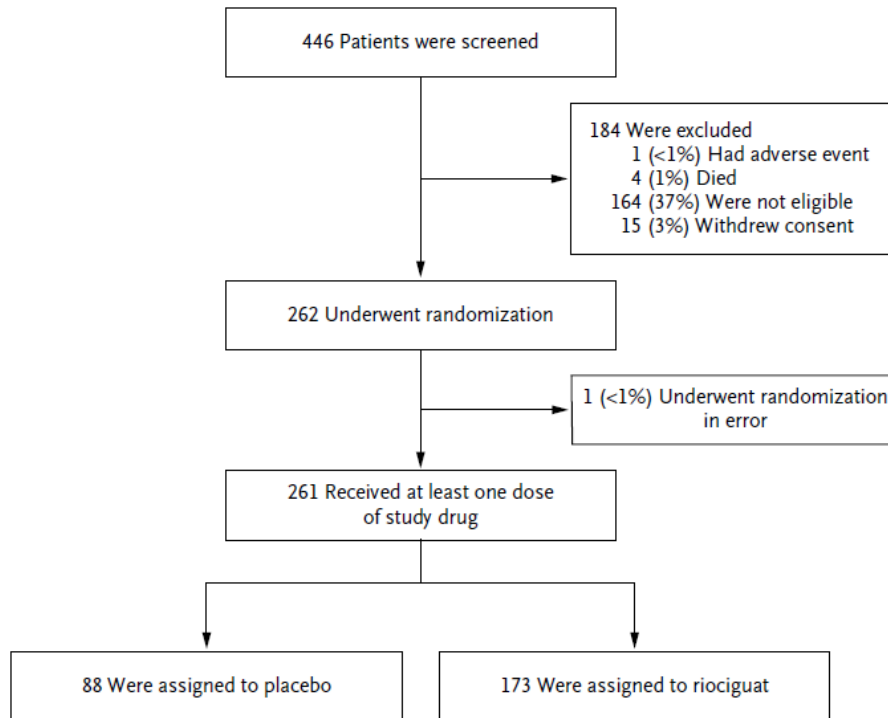 446 Patients were screened
184 Were excluded
1 (<1%) Had adverse event
4 (1%) Died
164 (37%) Were not eligible
15 (3%) Withdrew consent
262 Underwent randomization
1 (<1%) Underwent randomization
in error
261 Received at least one dose
of study drug
88 Were assigned to placebo
173 Were assigned to riociguat